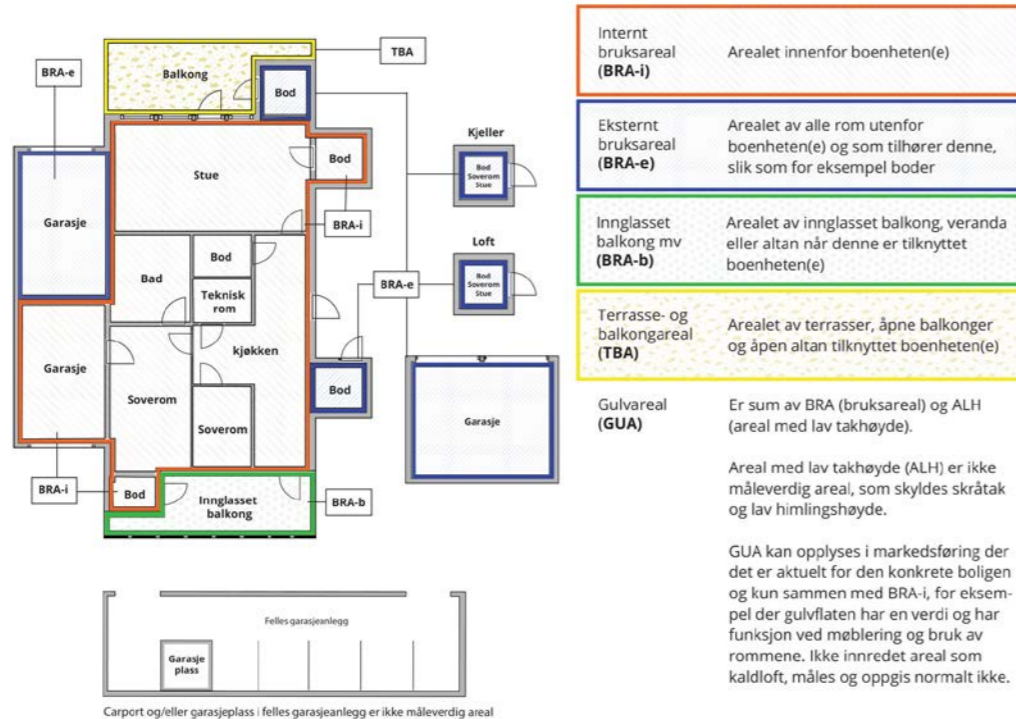 TBA
BRA-e
Balkong
Bod
Kjeller
Bod
Soverom
Stue
Stue
Bod
Garasje
BRA-i
Loft
Bod
Soverom
Stue
Bad
Bod
Teknisk
rom
BRA-e
kjøkken
Garasje
Soverom
Bod
Soverom
Garasje
BRA-i
Bod
Innglasset
balkong
BRA-b
Felles garasjeanlegg
Garasje
plass
Carport og/eller garasjeplass i felles garasjeanlegg er ikke måleverdig areal
Internt
bruksareal
(BRA-i)
Arealet innenfor boenheten(e)
Eksternt
bruksareal
(BRA-e)
Arealet av alle rom utenfor
boenheten(e) og som tilhører denne,
slik som for eksempel boder
Innglasset
balkong mv
(BRA-b)
Arealet av innglasset balkong, veranda
eller altan når denne er tilknyttet
boenheten(e)
Terrasse- og
balkongareal
(TBA)
Arealet av terrasser, åpne balkonger
og åpen altan tilknyttet boenheten(e)
Gulvareal
(GUA)
Er sum av BRA (bruksareal) og ALH
(areal med lav takhøyde).
Areal med lav takhøyde (ALH) er ikke
måleverdig areal, som skyldes skråtak
og lav himlingshøyde.
GUA kan opplyses i markedsføring der
det er aktuelt for den konkrete boligen
og kun sammen med BRA-i, for eksem-
pel der gulvflaten har en verdi og har
funksjon ved møblering og bruk av
rommene. Ikke innredet areal som
kaldloft, måles og oppgis normalt ikke.